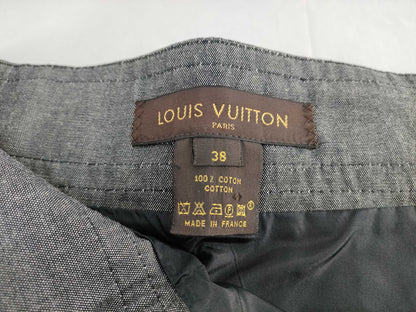 LOUIS VUITTON
PARIS
38
100% COTON
COTTON
MADE IN FRANCE